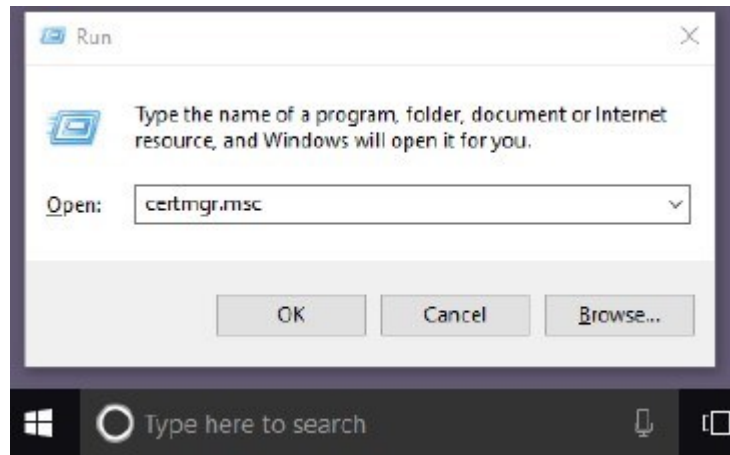 Run
Type the name of a program, folder, document or Internet
resource, and Windows will open it for you.
Open: certmgr.msc
OK Cancel Browse...
Type here to search